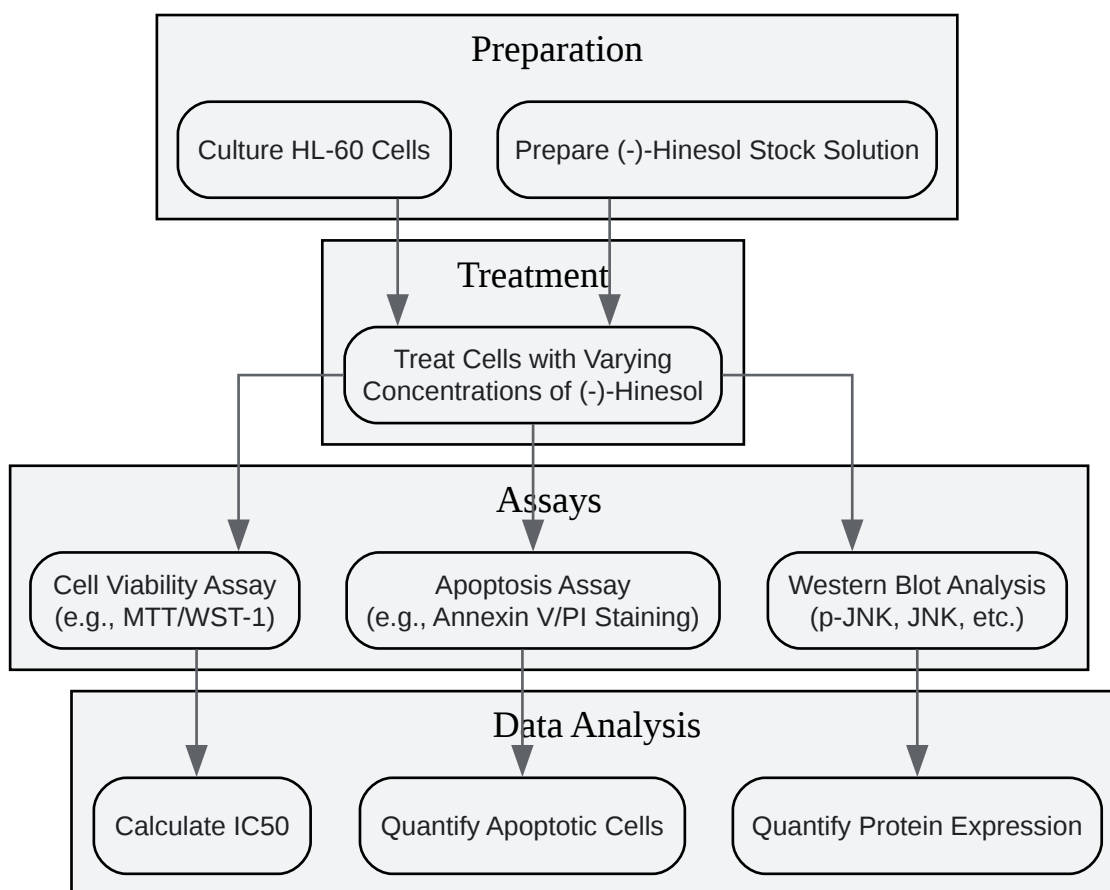 Preparation
Culture HL-60 Cells
Prepare (-)-Hinesol Stock Solution
Treatment
Treat Cells with Varying
Concentrations of (-)-Hinesol
Assays
Cell Viability Assay
(e.g., MTT/WST-1)
Apoptosis Assay
(e.g., Annexin V/PI Staining)
Western Blot Analysis
(p-JNK, JNK, etc.)
Data Analysis
Calculate IC50
Quantify Apoptotic Cells
Quantify Protein Expression